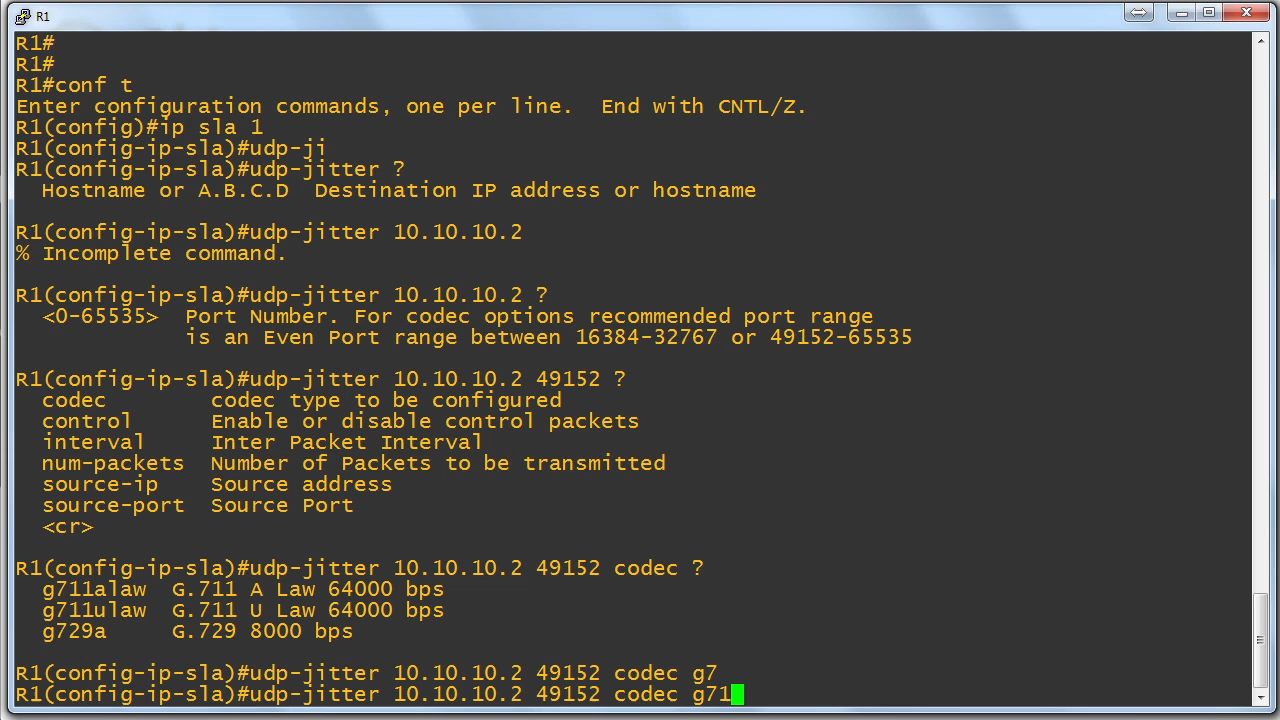 R1
R1#
R1#
R1#conf t
Enter configuration commands, one per line.  End with CNTL/Z.
R1(config)#ip sla 1
R1(config-ip-sla)#udp-ji
R1(config-ip-sla)#udp-jitter ?
  Hostname or A.B.C.D  Destination IP address or hostname
R1(config-ip-sla)#udp-jitter 10.10.10.2
% Incomplete command.
R1(config-ip-sla)#udp-jitter 10.10.10.2 ?
  <0-65535>  Port Number. For codec options recommended port range
             is an Even Port range between 16384-32767 or 49152-65535
R1(config-ip-sla)#udp-jitter 10.10.10.2 49152 ?
  codec        codec type to be configured
  control      Enable or disable control packets
  interval     Inter Packet Interval
  num-packets  Number of Packets to be transmitted
  source-ip    Source address
  source-port  Source Port
  <cr>
R1(config-ip-sla)#udp-jitter 10.10.10.2 49152 codec ?
  g711alaw  G.711 A Law 64000 bps
  g711ulaw  G.711 U Law 64000 bps
  g729a     G.729 8000 bps
R1(config-ip-sla)#udp-jitter 10.10.10.2 49152 codec g7
R1(config-ip-sla)#udp-jitter 10.10.10.2 49152 codec g71